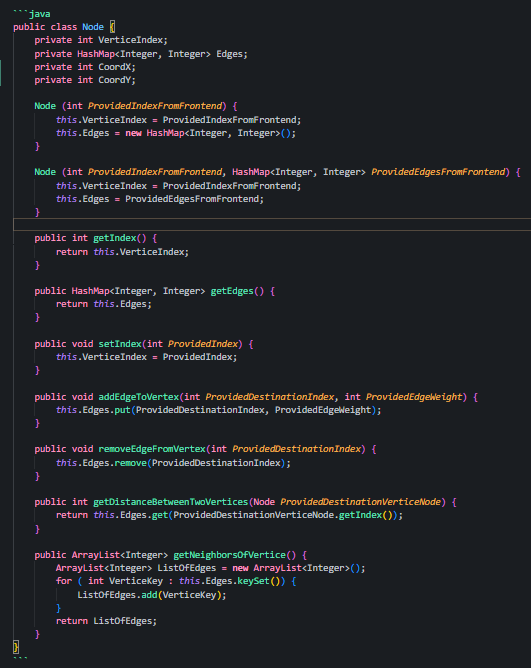 ```java
public class Node {
    private int VerticeIndex;
    private HashMap<Integer, Integer> Edges;
    private int CoordX;
    private int CoordY;

    Node (int ProvidedIndexFromFrontend) {
        this.VerticeIndex = ProvidedIndexFromFrontend;
        this.Edges = new HashMap<Integer, Integer>();
    }

    Node (int ProvidedIndexFromFrontend, HashMap<Integer, Integer> ProvidedEdgesFromFrontend) {
        this.VerticeIndex = ProvidedIndexFromFrontend;
        this.Edges = ProvidedEdgesFromFrontend;
    }

    public int getIndex() {
        return this.VerticeIndex;
    }

    public HashMap<Integer, Integer> getEdges() {
        return this.Edges;
    }

    public void setIndex(int ProvidedIndex) {
        this.VerticeIndex = ProvidedIndex;
    }

    public void addEdgeToVertex(int ProvidedDestinationIndex, int ProvidedEdgeWeight) {
        this.Edges.put(ProvidedDestinationIndex, ProvidedEdgeWeight);
    }

    public void removeEdgeFromVertex(int ProvidedDestinationIndex) {
        this.Edges.remove(ProvidedDestinationIndex);
    }

    public int getDistanceBetweenTwoVertices(Node ProvidedDestinationVerticeNode) {
        return this.Edges.get(ProvidedDestinationVerticeNode.getIndex());
    }

    public ArrayList<Integer> getNeighborsOfVertice() {
        ArrayList<Integer> ListOfEdges = new ArrayList<Integer>();
        for ( int VerticeKey : this.Edges.keySet()) {
            ListOfEdges.add(VerticeKey);
        }
        return ListOfEdges;
    }
}
```